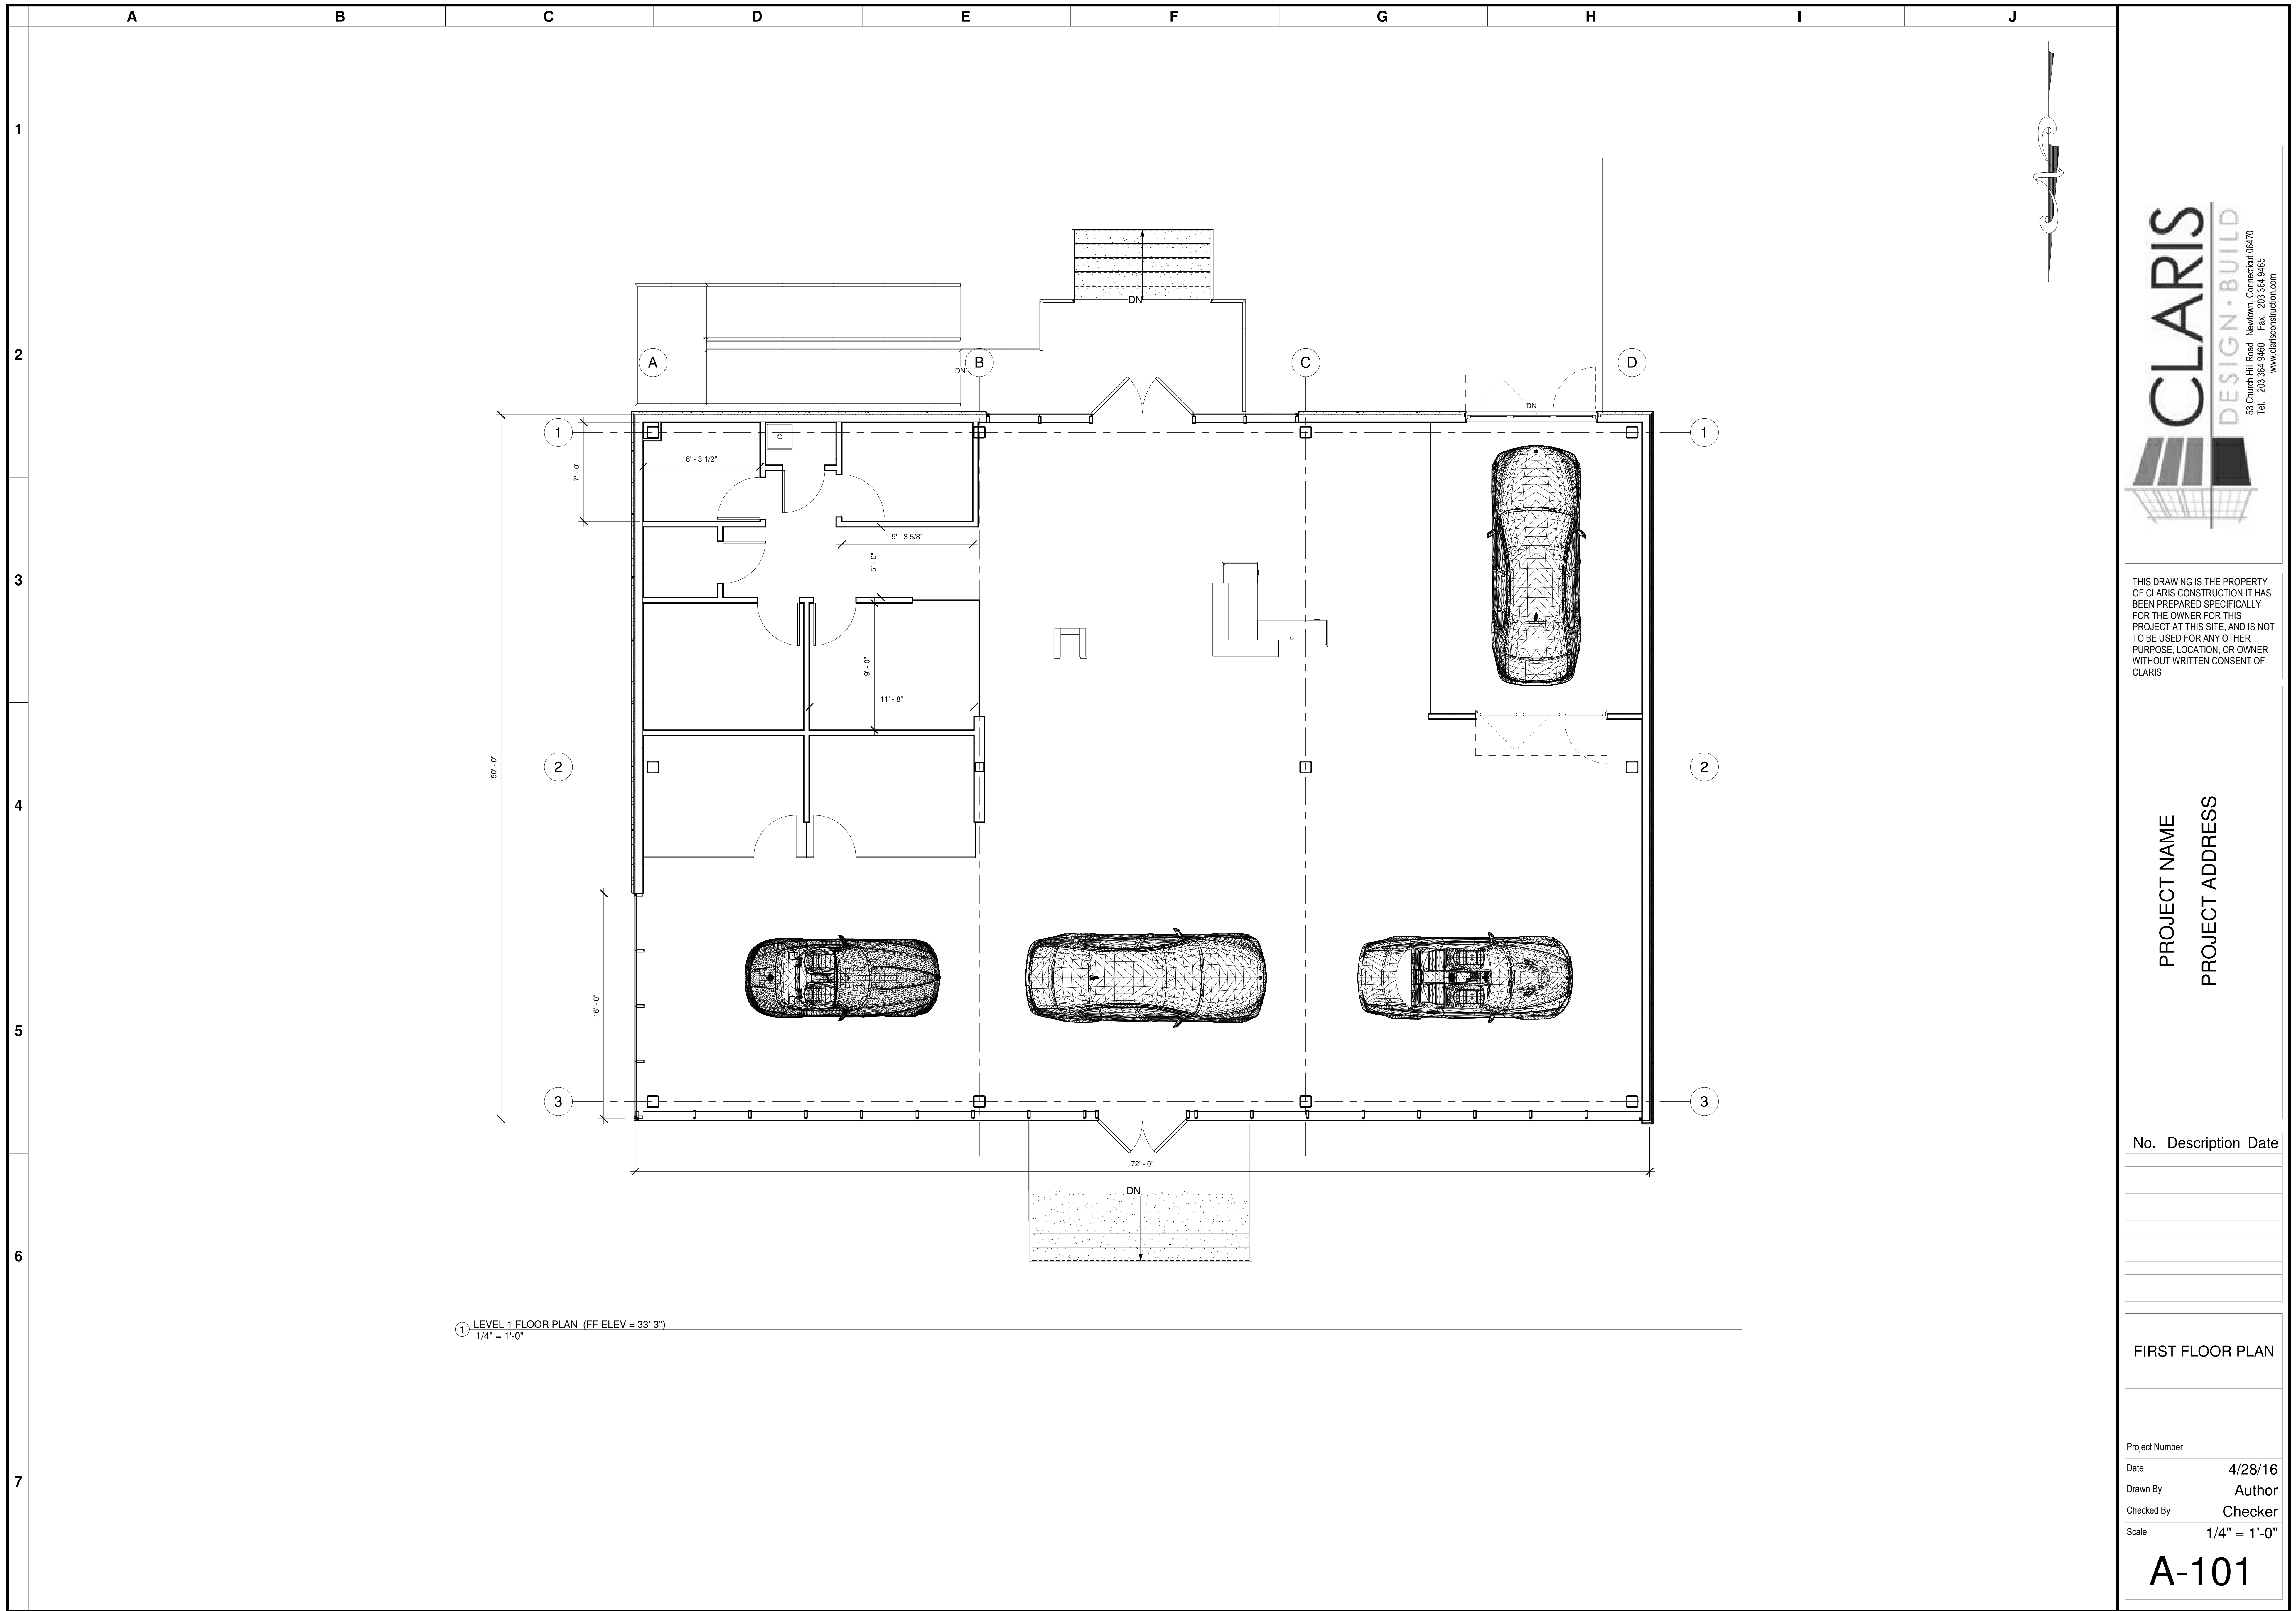 A B C D E F G H I J
1
2
3
4
5
6
7
DN
A B C D
DN
DN
1 1
7' - 0"
8' - 3 1/2"
9' - 3 5/8"
5' - 0"
9' - 0"
11' - 8"
50' - 0"
2 2
16' - 0"
3 3
72' - 0"
DN
1 LEVEL 1 FLOOR PLAN (FF ELEV = 33'-3")
1/4" = 1'-0"
CLARIS
DESIGN • BUILD
53 Church Hill Road Newtown, Connecticut 06470
Tel. 203 364 9460 Fax. 203 364 9465
www.clarisconstruction.com
THIS DRAWING IS THE PROPERTY
OF CLARIS CONSTRUCTION IT HAS
BEEN PREPARED SPECIFICALLY
FOR THE OWNER FOR THIS
PROJECT AT THIS SITE, AND IS NOT
TO BE USED FOR ANY OTHER
PURPOSE, LOCATION, OR OWNER
WITHOUT WRITTEN CONSENT OF
CLARIS
PROJECT NAME
PROJECT ADDRESS
No. Description Date
FIRST FLOOR PLAN
Project Number
Date 4/28/16
Drawn By Author
Checked By Checker
Scale 1/4" = 1'-0"
A-101